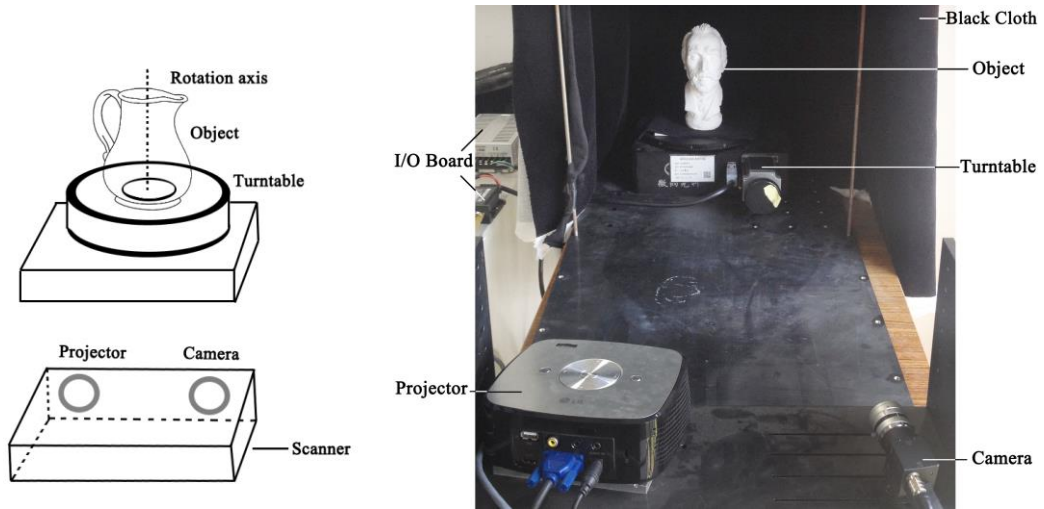 Rotation axis
Object
Turntable
Projector
Camera
Scanner
Black Cloth
Object
I/O Board
Turntable
Projector
Camera